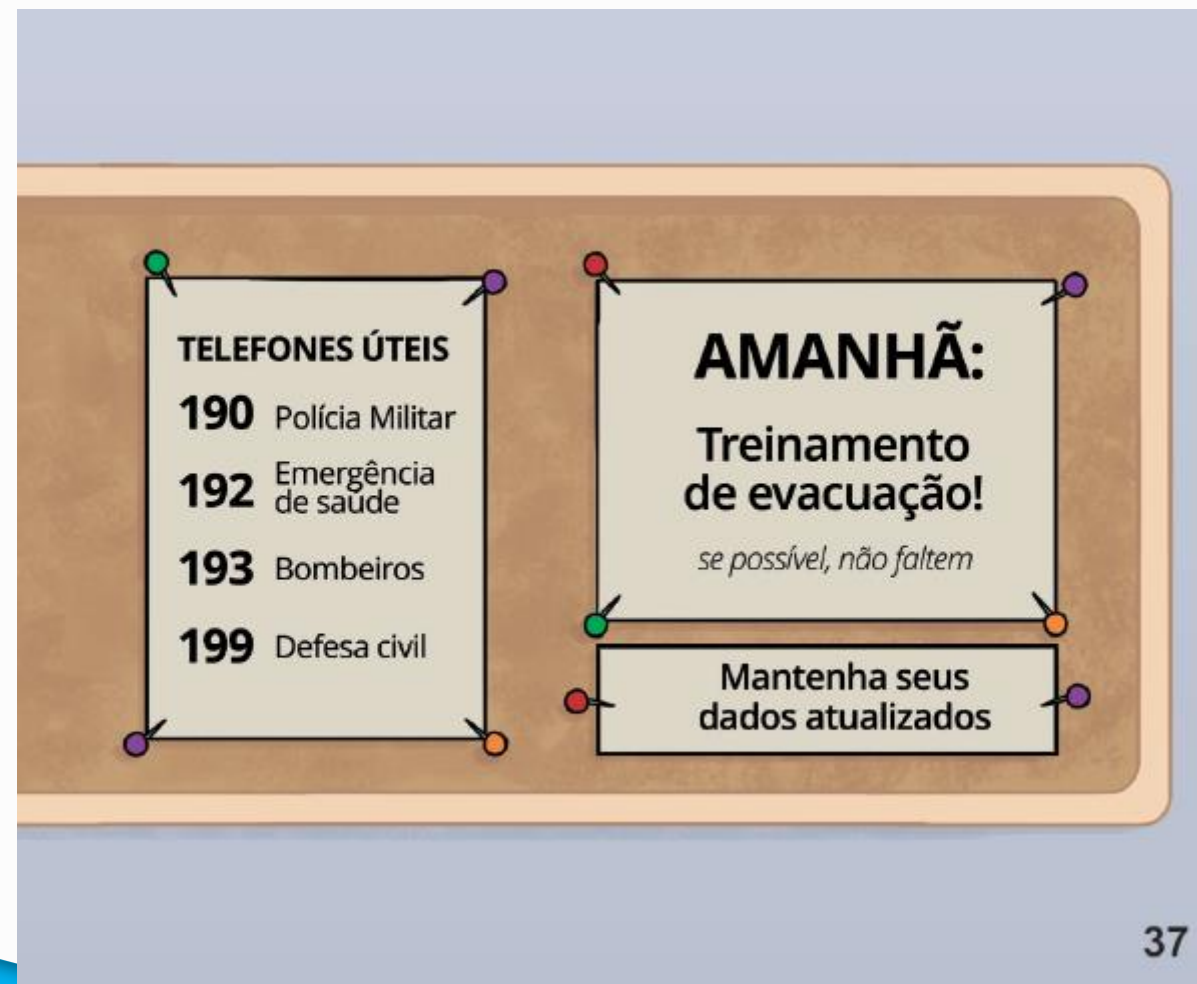 TELEFONES ÚTEIS
190 Polícia Militar
192 Emergência
de saúde
193 Bombeiros
199 Defesa civil
AMANHÃ:
Treinamento
de evacuação!
se possível, não faltem
Mantenha seus
dados atualizados
37